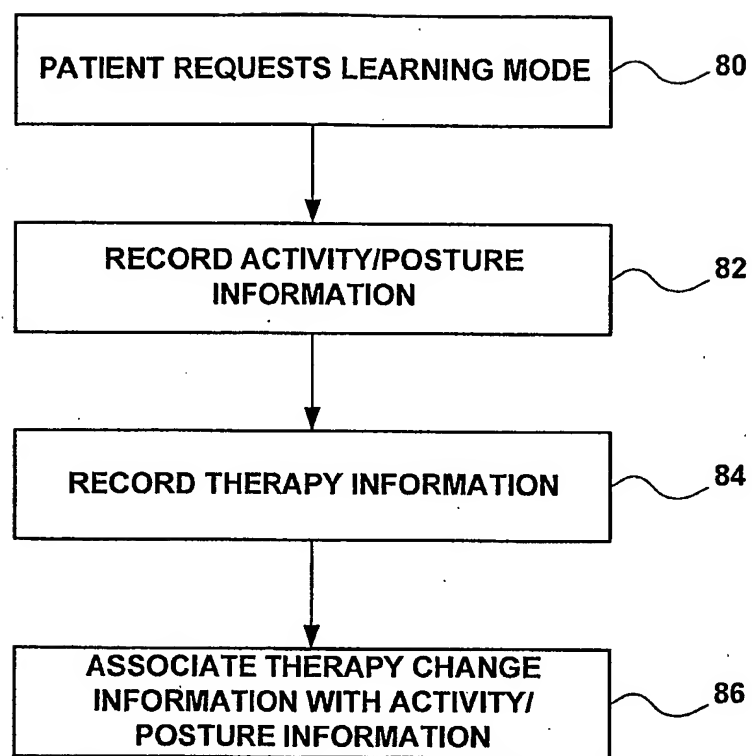 PATIENT REQUESTS LEARNING MODE
80
RECORD ACTIVITY/POSTURE
INFORMATION
82
RECORD THERAPY INFORMATION
84
ASSOCIATE THERAPY CHANGE
INFORMATION WITH ACTIVITY/
POSTURE INFORMATION
86